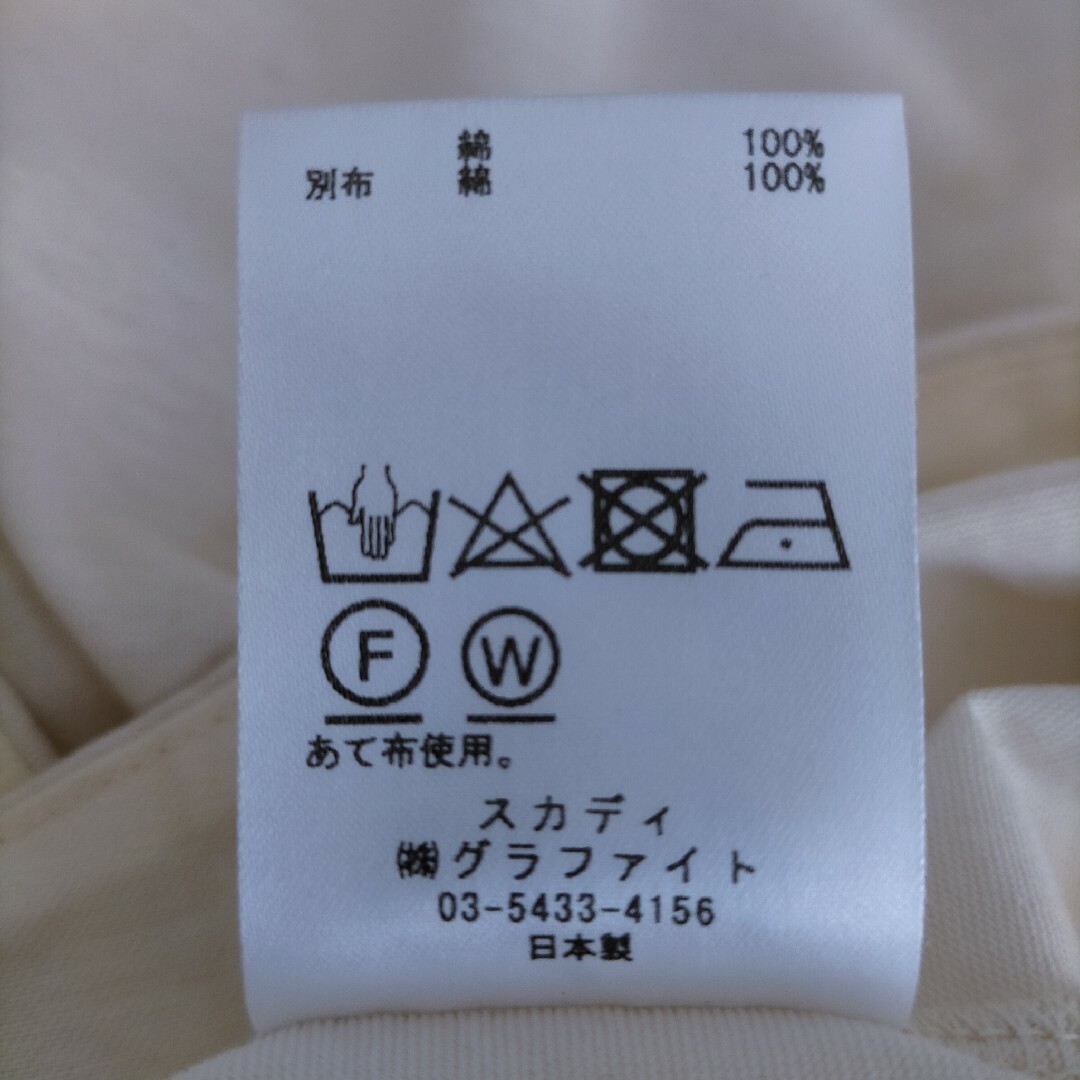 綿 100%
別布 綿 100%
F W
あて布使用。
スカディ
㈱グラファイト
03-5433-4156
日本製